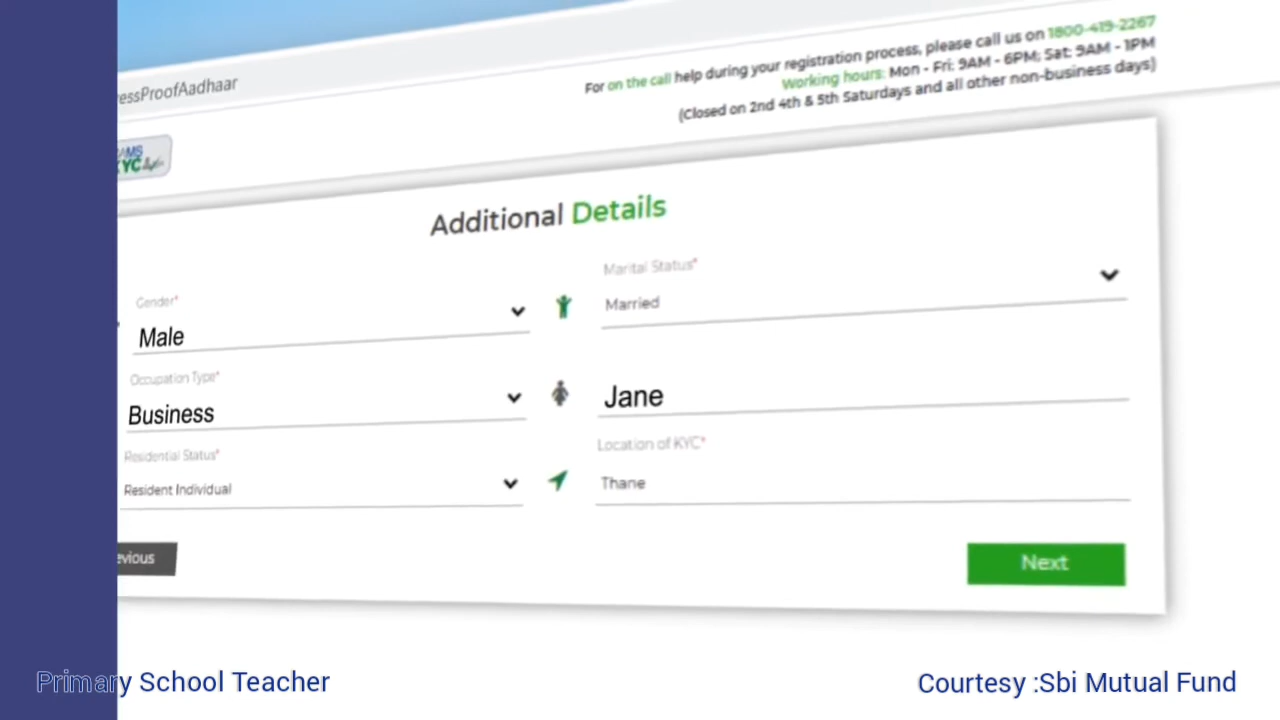 essProofAadhaar
For on the call help during your registration process, please call us on 1800-419-2267
Working hours: Mon - Fri: 9AM - 6PM; Sat: 9AM - 1PM
(Closed on 2nd 4th & 5th Saturdays and all other non-business days)
AMS
KYC
Additional Details
Gender*
Male
Marital Status*
Married
Occupation Type*
Business
Jane
Residential Status*
Resident Individual
Location of KYC*
Thane
evious
Next
Primary School Teacher
Courtesy :Sbi Mutual Fund